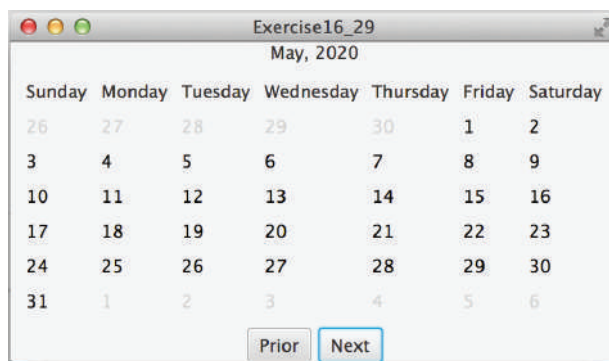 Exercise16_29
May, 2020
Sunday Monday Tuesday Wednesday Thursday Friday Saturday
26 27 28 29 30 1 2
3 4 5 6 7 8 9
10 11 12 13 14 15 16
17 18 19 20 21 22 23
24 25 26 27 28 29 30
31 1 2 3 4 5 6
Prior Next